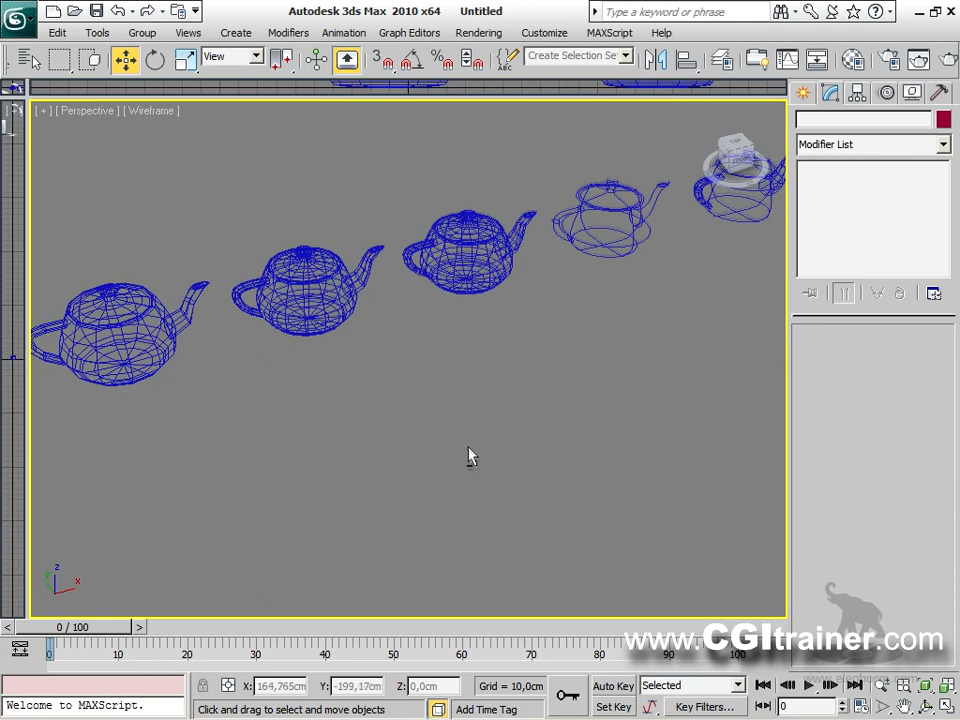 Autodesk 3ds Max 2010 x64 Untitled
Type a keyword or phrase
Edit Tools Group Views Create Modifiers Animation Graph Editors Rendering Customize MAXScript Help
View
3
Create Selection Se
[ + ] [ Perspective ] [ Wireframe ]
Modifier List
z
y x
0 / 100
0 10 20 30 40 50 60 70 80 90 100
www.CGItrainer.com
X: 164,765cm Y: -199,17cm Z: 0,0cm Grid = 10,0cm Auto Key Selected
Welcome to MAXScript. Click and drag to select and move objects Add Time Tag Set Key Key Filters... 0